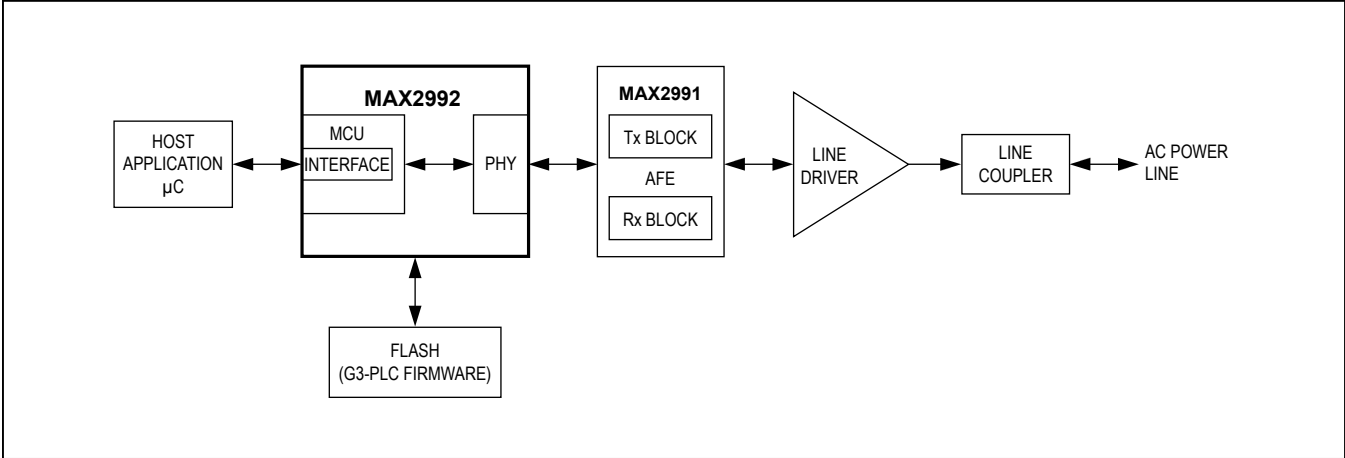 HOST
APPLICATION
µC
MAX2992
MCU
INTERFACE
PHY
FLASH
(G3-PLC FIRMWARE)
MAX2991
Tx BLOCK
AFE
Rx BLOCK
LINE
DRIVER
LINE
COUPLER
AC POWER
LINE